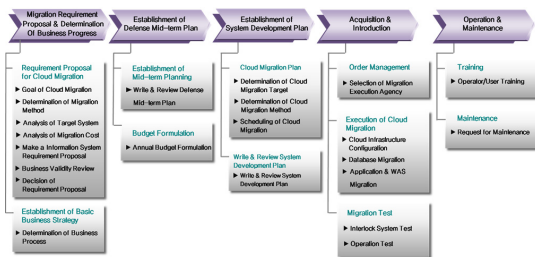 Migration Requirement
Proposal & Determination
Of Business Progress
Requirement Proposal
for Cloud Migration
Goal of Cloud Migration
Determination of Migration
Method
Analysis of Target System
Analysis of Migration Cost
Make a Information System
Requirement Proposal
Business Validity Review
Decision of
Requirement Proposal
Establishment of Basic
Business Strategy
Determination of Business
Process
Establishment of
Defense Mid-term Plan
Establishment of
Mid-term Planning
Write & Review Defense
Mid-term Plan
Budget Formulation
Annual Budget Formulation
Establishment of
System Development Plan
Cloud Migration Plan
Determination of Cloud
Migration Target
Determination of Cloud
Migration Method
Scheduling of Cloud
Migration
Write & Review System
Development Plan
Write & Review System
Development Plan
Acquisition &
Introduction
Order Management
Selection of Migration
Execution Agency
Execution of Cloud
Migration
Cloud Infrastructure
Configuration
Database Migration
Application & WAS
Migration
Migration Test
Interlock System Test
Operation Test
Operation &
Maintenance
Training
Operator/User Training
Maintenance
Request for Maintenance